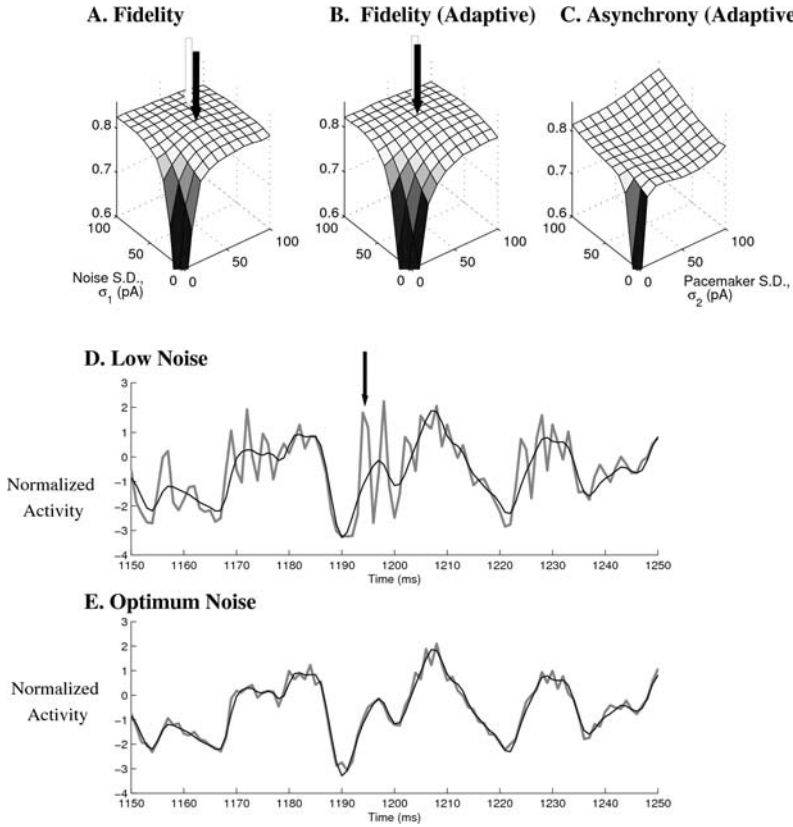 A. Fidelity
B. Fidelity (Adaptive)
C. Asynchrony (Adaptive
0.8
0.7
0.6
100
50
0
0
50
100
Noise S.D.,
σ1 (pA)
0.8
0.7
0.6
100
50
0
0
50
100
0.8
0.7
0.6
100
50
0
0
50
100
Pacemaker S.D.,
σ2 (pA)
D. Low Noise
3
2
1
0
−1
−2
−3
−4
Normalized
Activity
1150 1160 1170 1180 1190 1200 1210 1220 1230 1240 1250
Time (ms)
E. Optimum Noise
3
2
1
0
−1
−2
−3
−4
Normalized
Activity
1150 1160 1170 1180 1190 1200 1210 1220 1230 1240 1250
Time (ms)